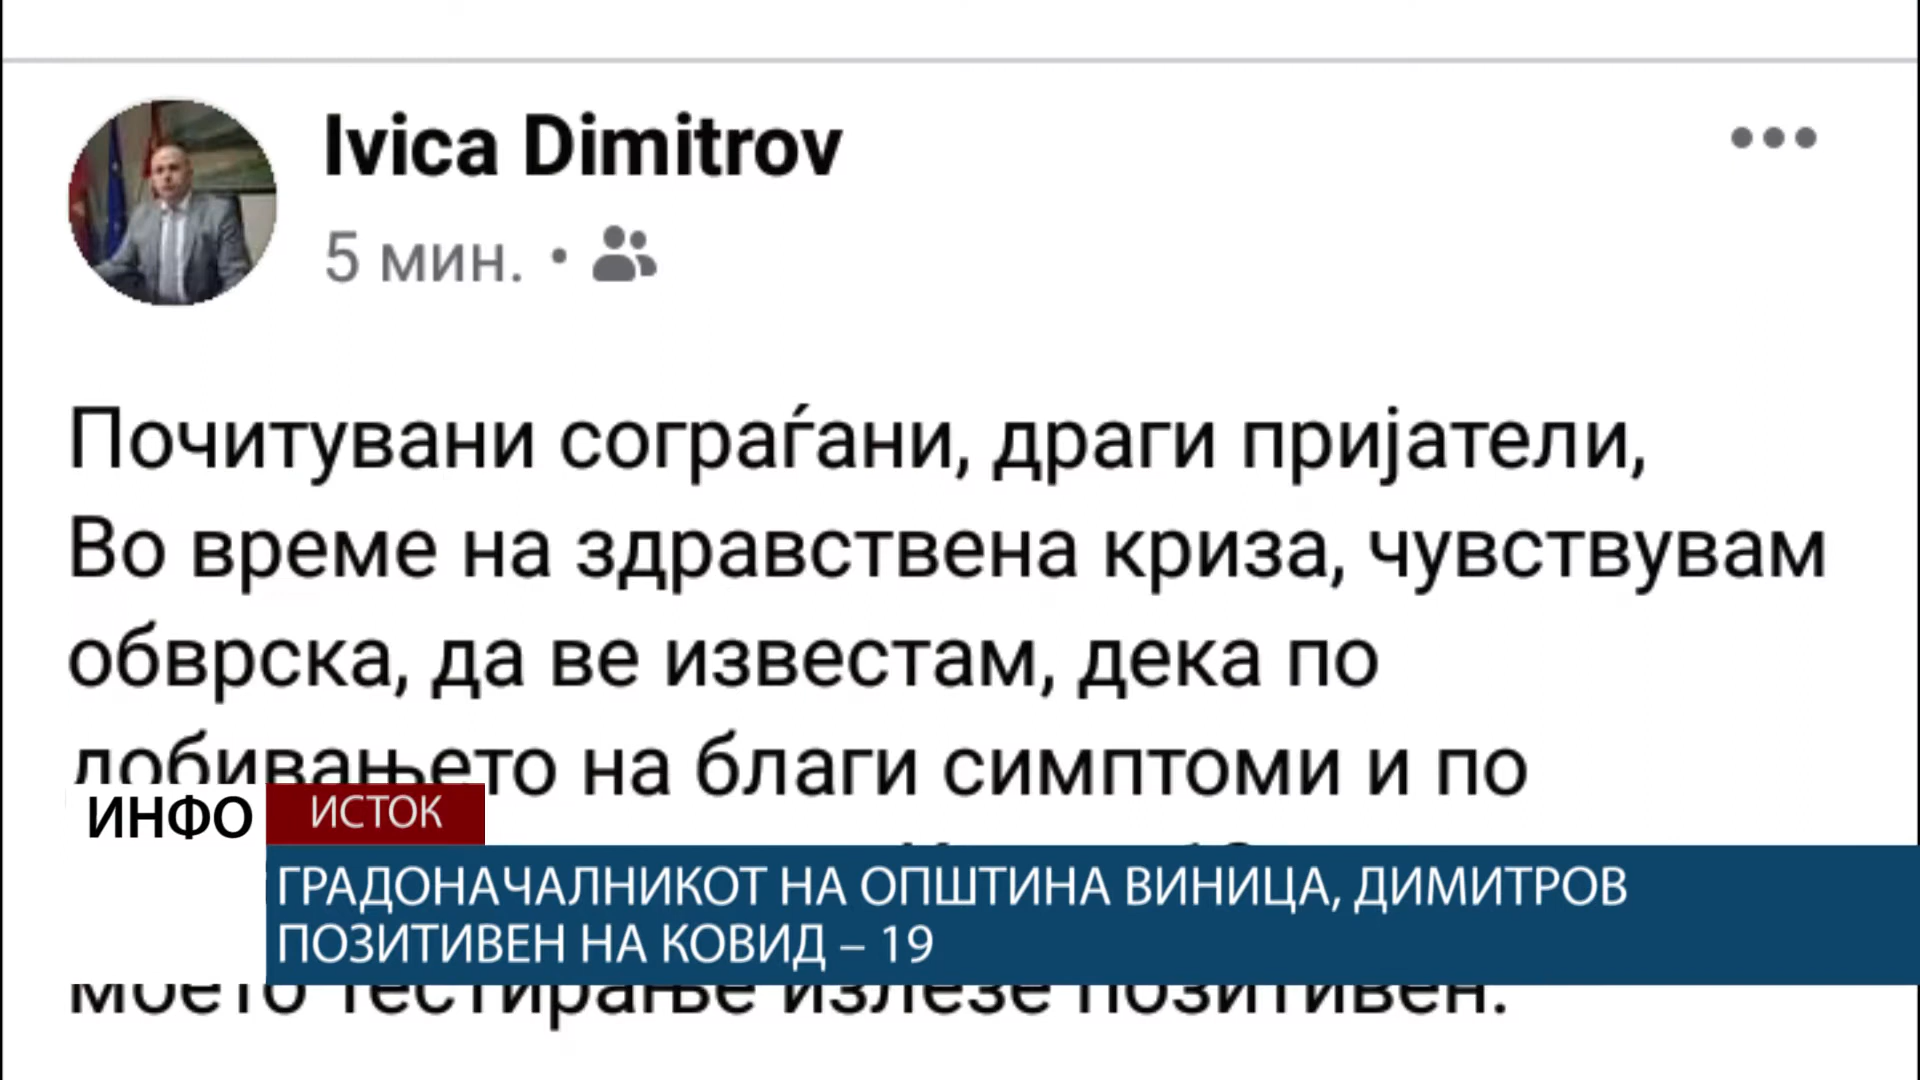 Ivica Dimitrov
5 мин.
Почитувани сограѓани, драги пријатели,
Во време на здравствена криза, чувствувам
обврска, да ве известам, дека по
добивањето на благи симптоми и по
ИНФО ИСТОК
ГРАДОНАЧАЛНИКОТ НА ОПШТИНА ВИНИЦА, ДИМИТРОВ
ПОЗИТИВЕН НА КОВИД – 19
моето тестирање излезе позитивен.